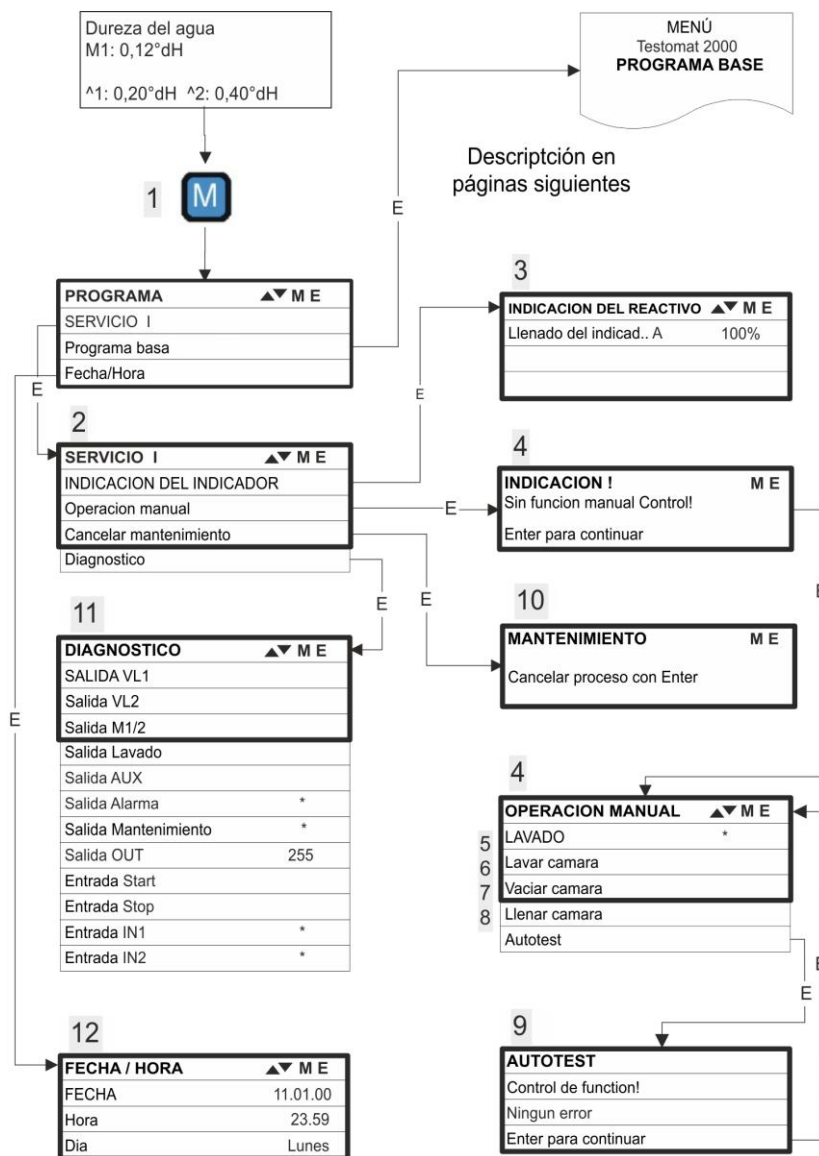 Dureza del agua
M1: 0,12°dH
^1: 0,20°dH ^2: 0,40°dH
MENÚ
Testomat 2000
PROGRAMA BASE
Descriptción en
páginas siguientes
1 M
E
PROGRAMA ▲▼ M E
SERVICIO I
Programa basa
Fecha/Hora
E
3
INDICACION DEL REACTIVO ▲▼ M E
Llenado del indicad.. A 100%
E
2
SERVICIO I ▲▼ M E
INDICACION DEL INDICADOR
Operacion manual
Cancelar mantenimiento
Diagnostico
E
4
INDICACION ! M E
Sin funcion manual Control!
Enter para continuar
E
E
10
MANTENIMIENTO M E
Cancelar proceso con Enter
11
DIAGNOSTICO ▲▼ M E
SALIDA VL1
Salida VL2
Salida M1/2
Salida Lavado
Salida AUX
Salida Alarma *
Salida Mantenimiento *
Salida OUT 255
Entrada Start
Entrada Stop
Entrada IN1 *
Entrada IN2 *
E
4
OPERACION MANUAL ▲▼ M E
5 LAVADO *
6 Lavar camara
7 Vaciar camara
8 Llenar camara
Autotest
E
9
AUTOTEST
Control de function!
Ningun error
Enter para continuar
12
FECHA / HORA ▲▼ M E
FECHA 11.01.00
Hora 23.59
Dia Lunes